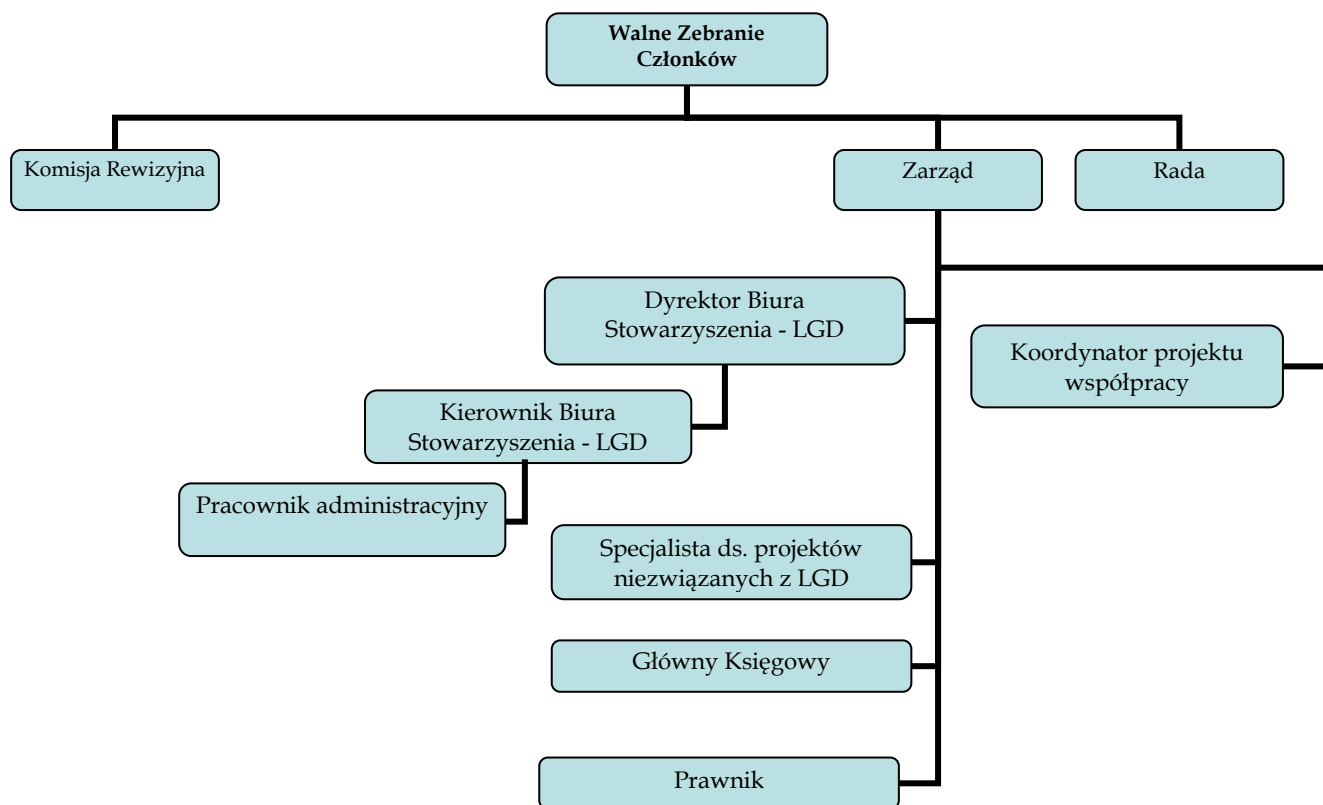 Walne Zebranie
Członków
Komisja Rewizyjna
Zarząd
Rada
Dyrektor Biura
Stowarzyszenia - LGD
Koordynator projektu
współpracy
Kierownik Biura
Stowarzyszenia - LGD
Pracownik administracyjny
Specjalista ds. projektów
niezwiązanych z LGD
Główny Księgowy
Prawnik